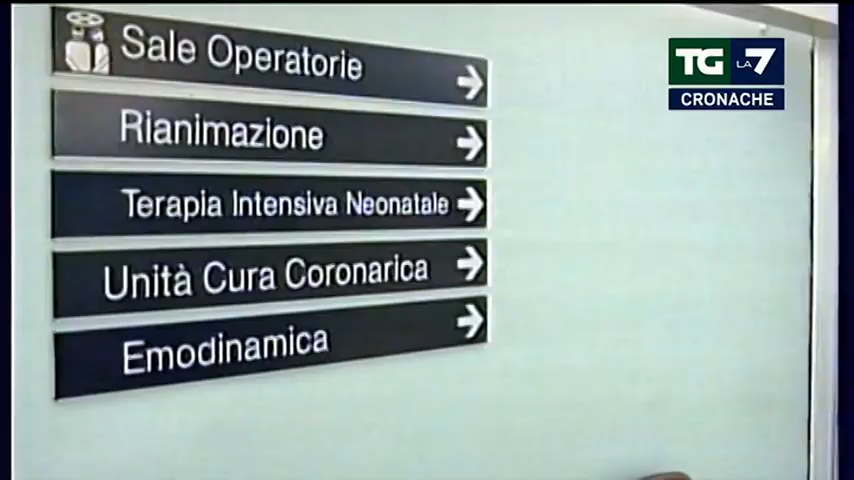 Sale Operatorie
Rianimazione
Terapia Intensiva Neonatale
Unità Cura Coronarica
Emodinamica
TG LA7
CRONACHE